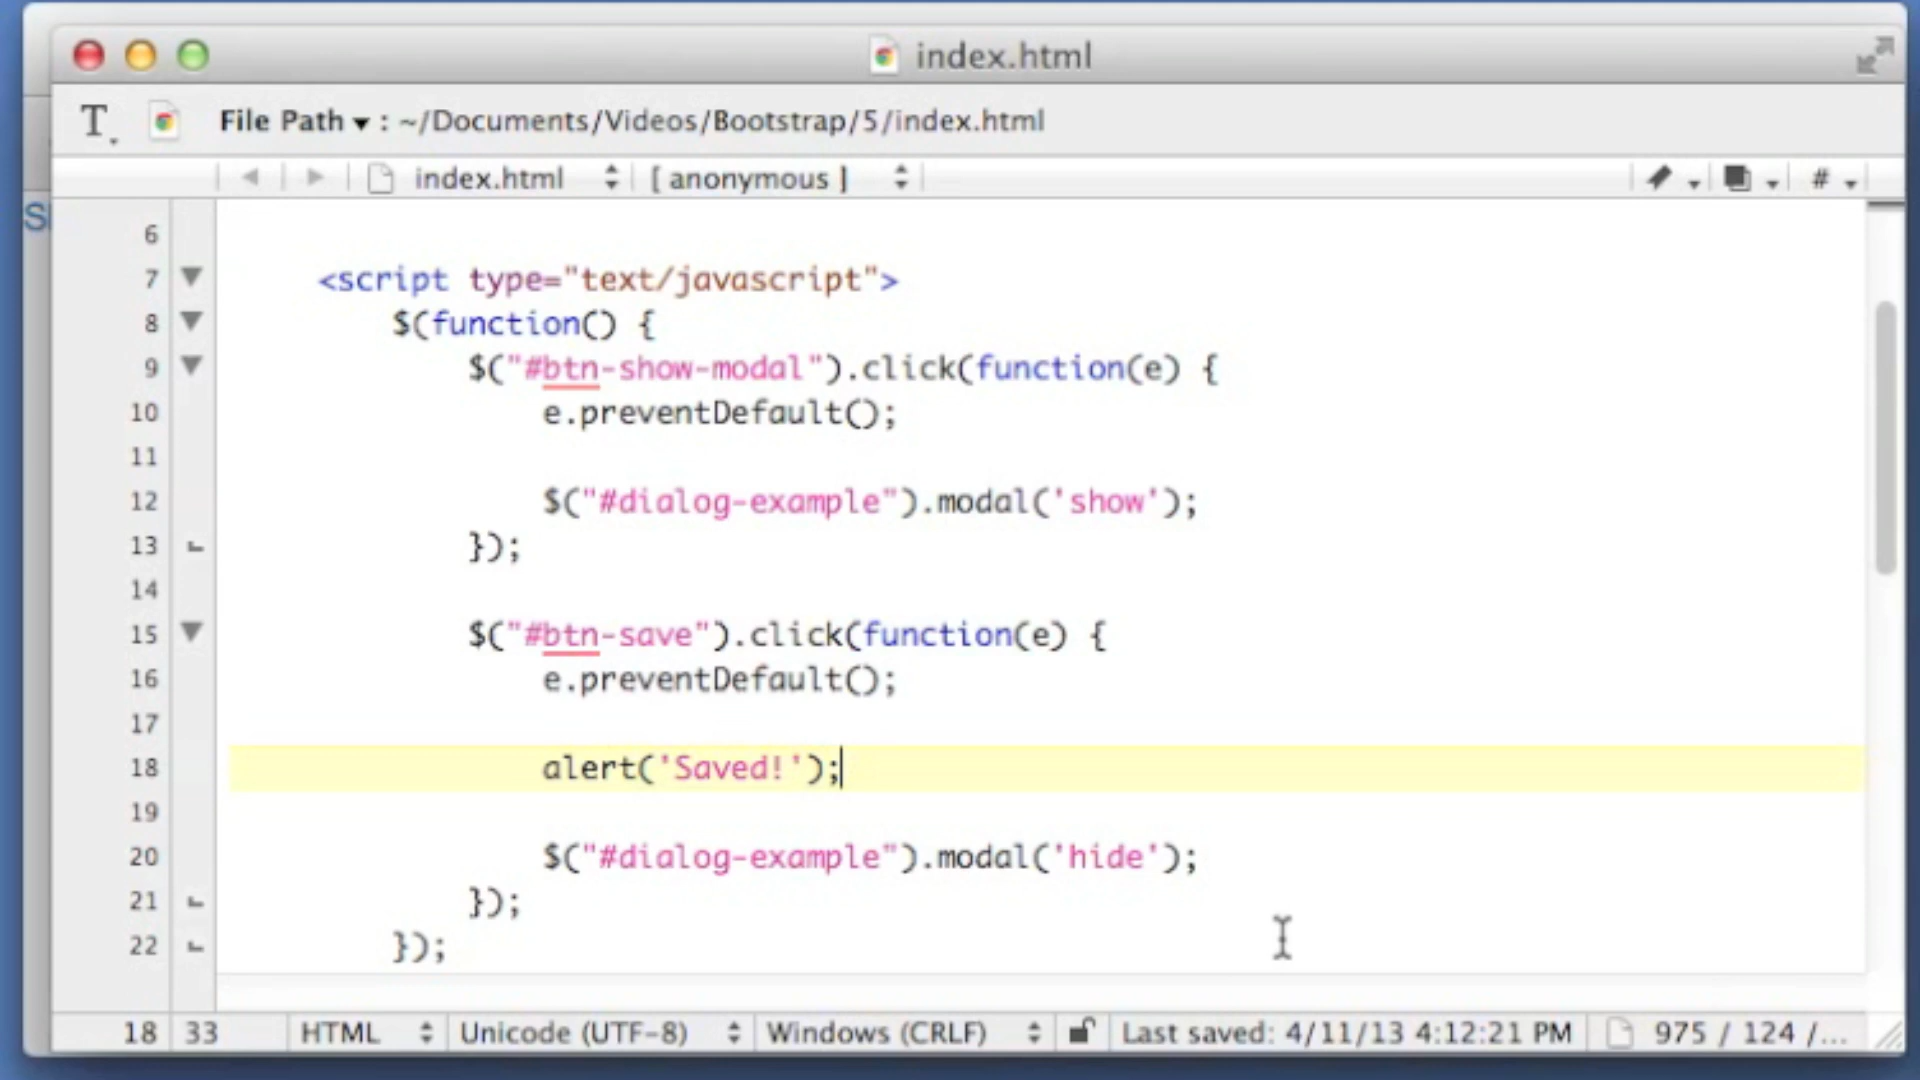 index.html
File Path ▾ : ~/Documents/Videos/Bootstrap/5/index.html
index.html [ anonymous ] #
6
7 <script type="text/javascript">
8 $(function() {
9 $("#btn-show-modal").click(function(e) {
10 e.preventDefault();
11
12 $("#dialog-example").modal('show');
13 });
14
15 $("#btn-save").click(function(e) {
16 e.preventDefault();
17
18 alert('Saved!');
19
20 $("#dialog-example").modal('hide');
21 });
22 });
18 33 HTML Unicode (UTF-8) Windows (CRLF) Last saved: 4/11/13 4:12:21 PM 975 / 124 /...